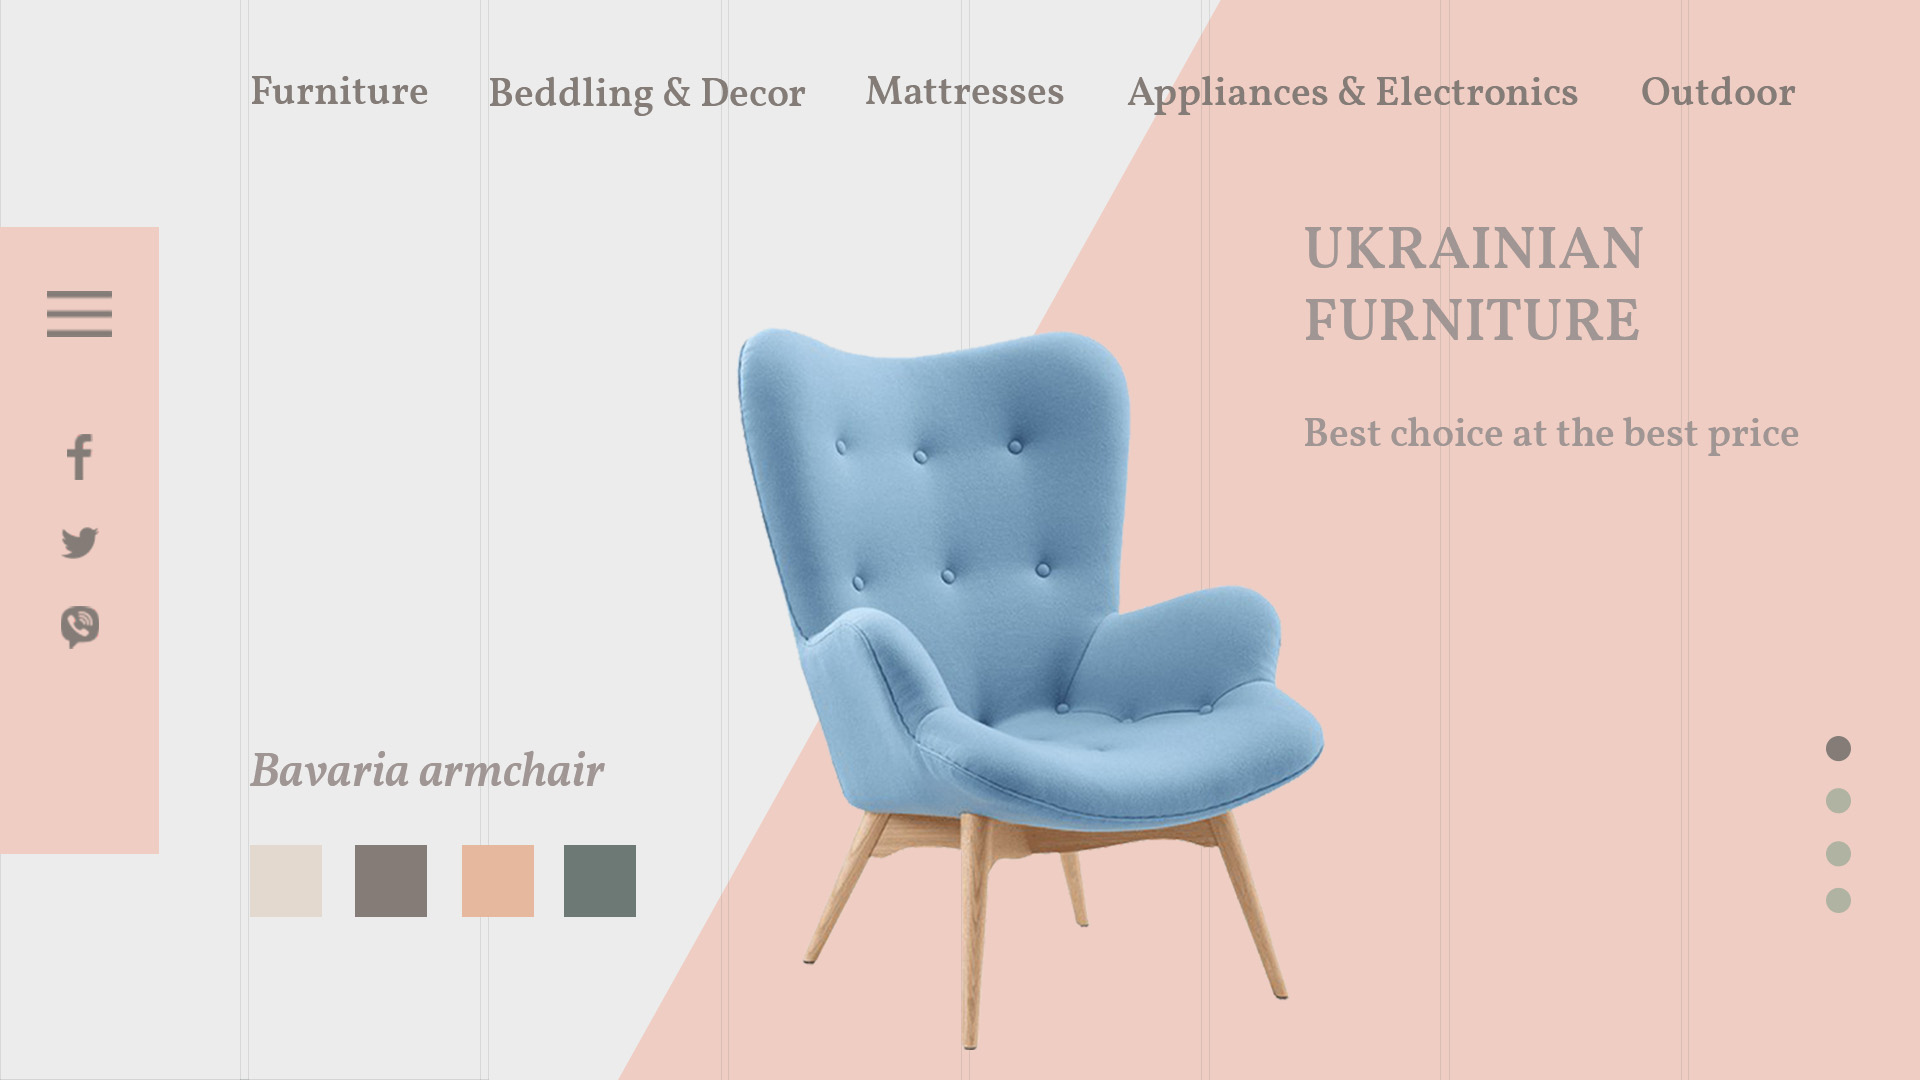 Furniture
Beddling & Decor
Mattresses
Appliances & Electronics
Outdoor
UKRAINIAN
FURNITURE
Best choice at the best price
Bavaria armchair